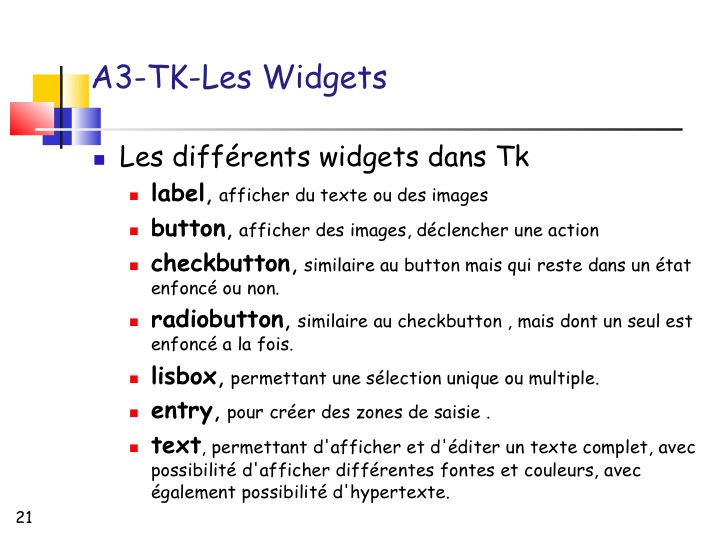 A3-TK-Les Widgets
Les différents widgets dans Tk
label, afficher du texte ou des images
button, afficher des images, déclencher une action
checkbutton, similaire au button mais qui reste dans un état
enfoncé ou non.
radiobutton, similaire au checkbutton , mais dont un seul est
enfoncé a la fois.
lisbox, permettant une sélection unique ou multiple.
entry, pour créer des zones de saisie .
text, permettant d'afficher et d'éditer un texte complet, avec
possibilité d'afficher différentes fontes et couleurs, avec
également possibilité d'hypertexte.
21